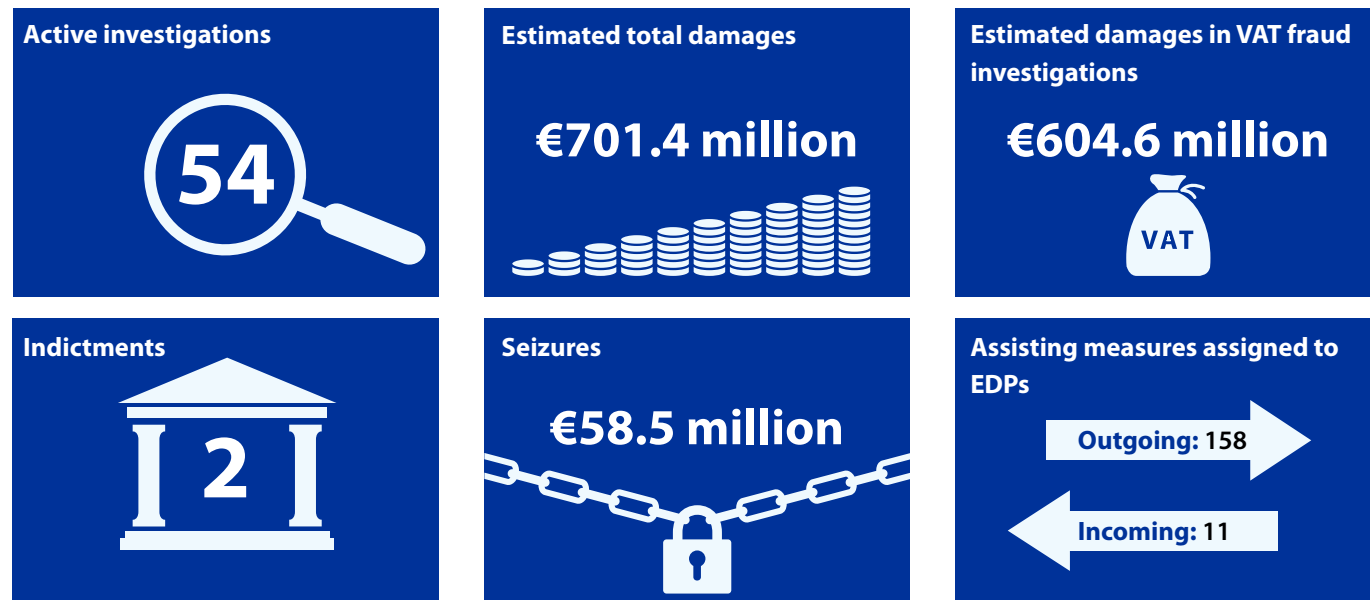 Active investigations
54
Estimated total damages
€701.4 million
Estimated damages in VAT fraud
investigations
€604.6 million
VAT
Indictments
2
Seizures
€58.5 million
Assisting measures assigned to
EDPs
Outgoing: 158
Incoming: 11